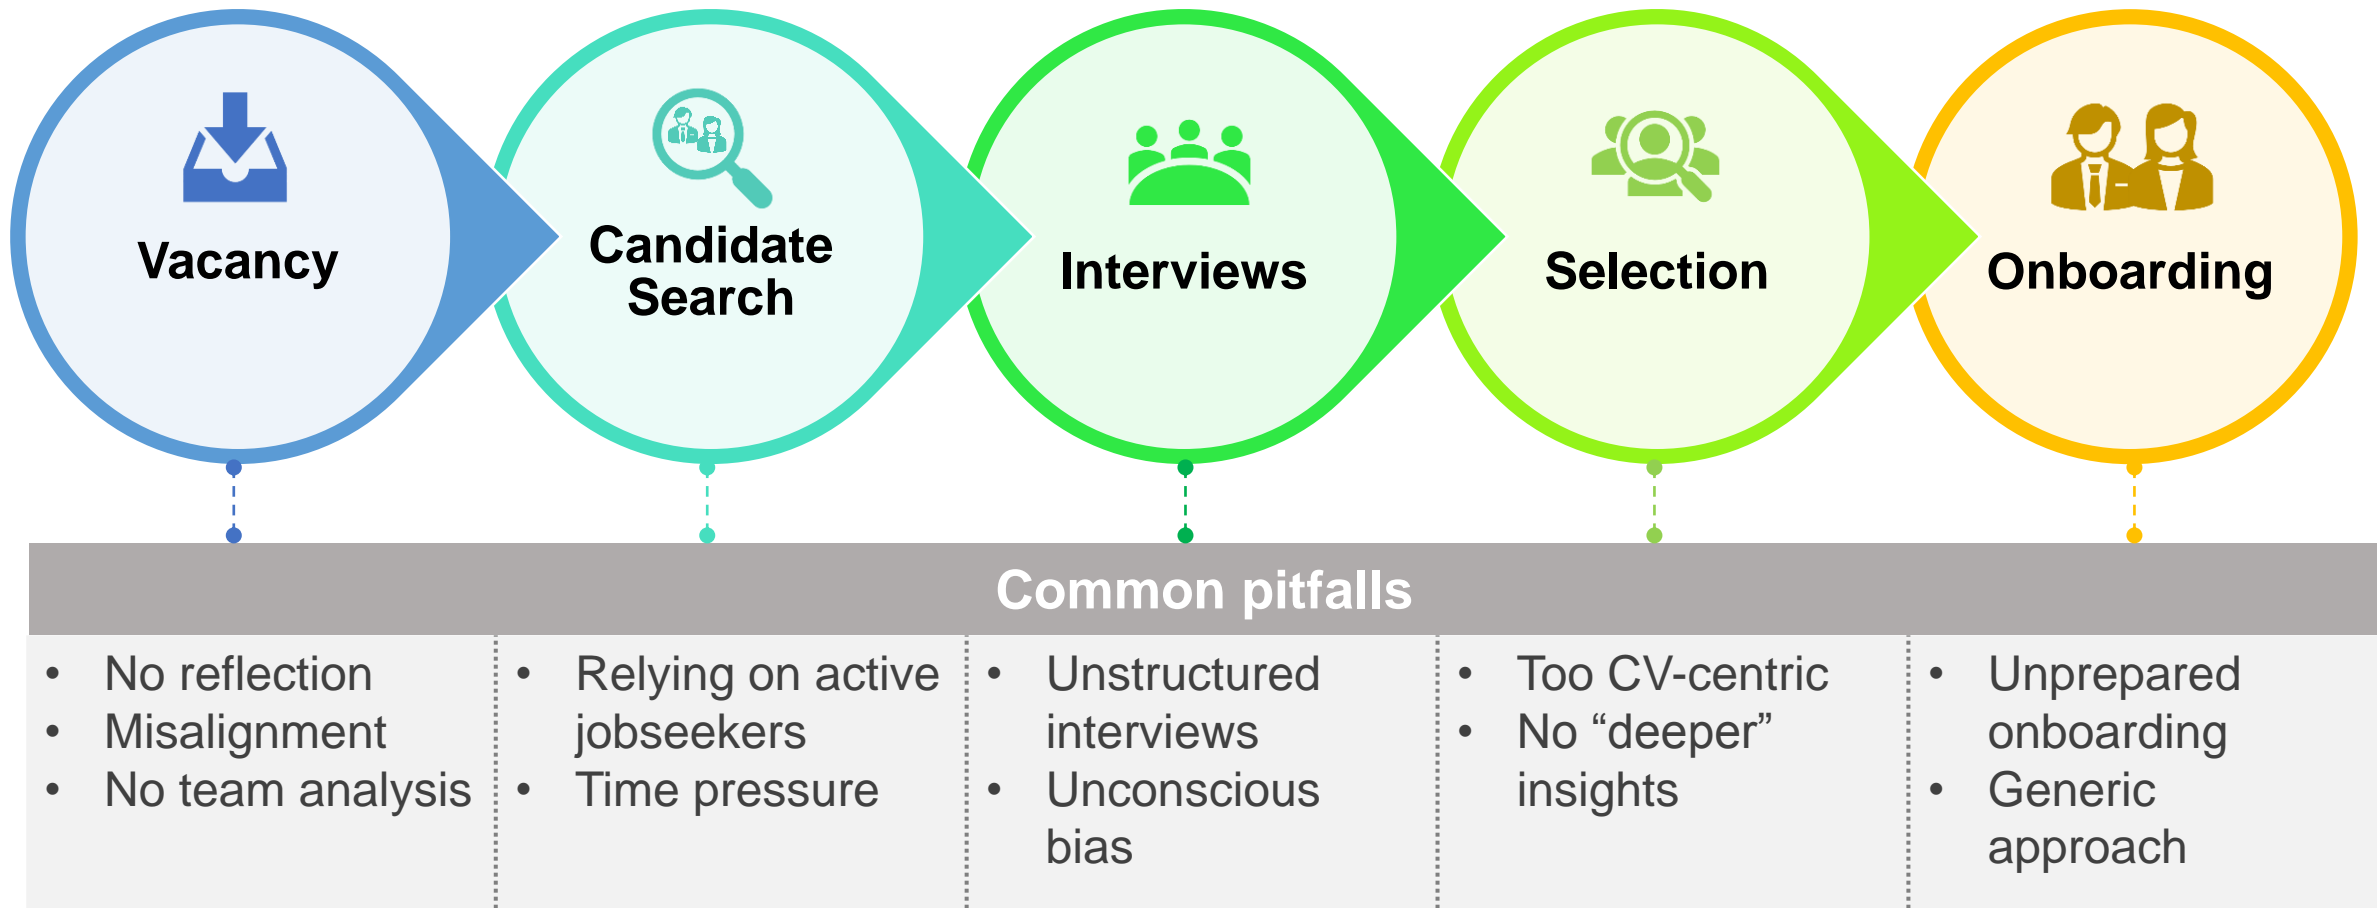 Vacancy
Candidate
Search
Interviews
Selection
Onboarding
Common pitfalls
• No reflection
• Misalignment
• No team analysis
• Relying on active
jobseekers
• Time pressure
• Unstructured
interviews
• Unconscious
bias
• Too CV-centric
• No “deeper”
insights
• Unprepared
onboarding
• Generic
approach